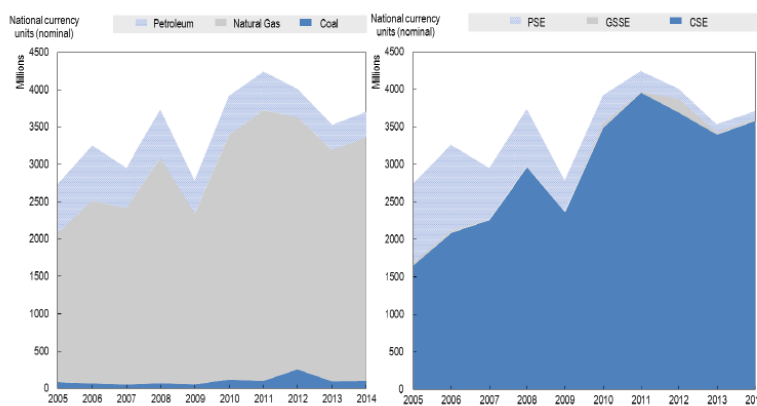 National currency
units (nominal)
Petroleum
Natural Gas
Coal
Millions
4500
4000
3500
3000
2500
2000
1500
1000
500
0
2005 2006 2007 2008 2009 2010 2011 2012 2013 2014
National currency
units (nominal)
PSE
GSSE
CSE
Millions
4500
4000
3500
3000
2500
2000
1500
1000
500
0
2005 2006 2007 2008 2009 2010 2011 2012 2013 201